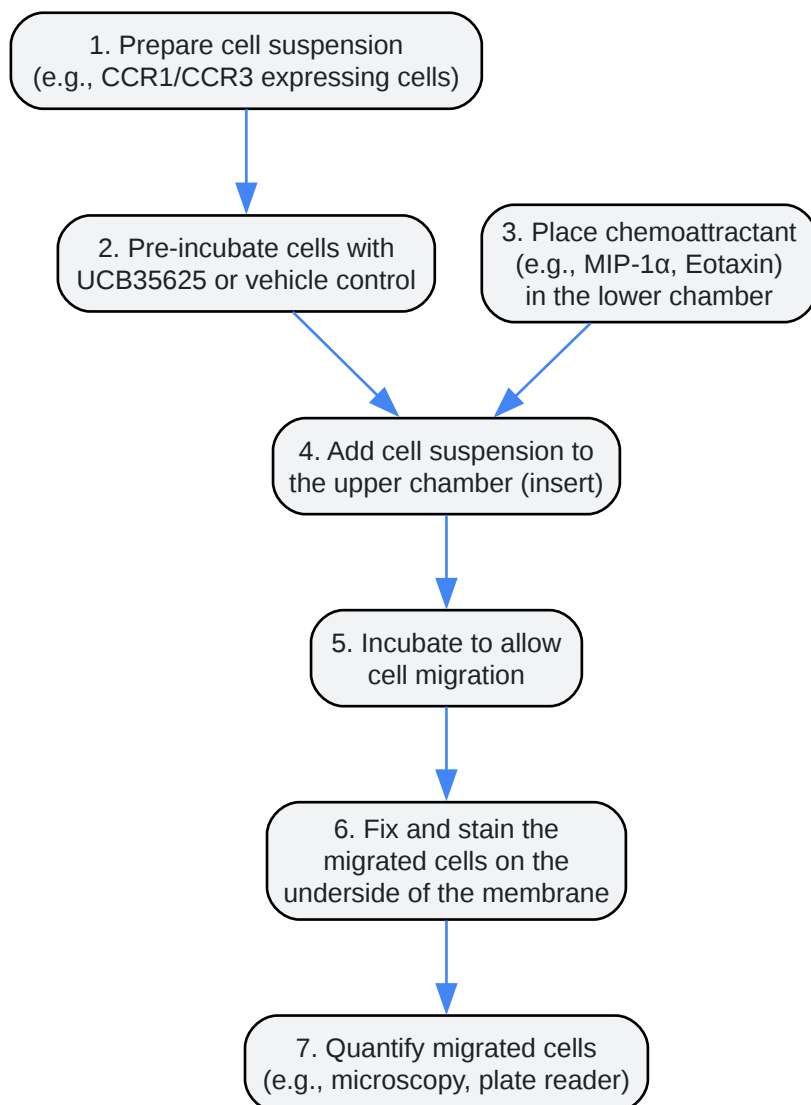 1. Prepare cell suspension
(e.g., CCR1/CCR3 expressing cells)
2. Pre-incubate cells with
UCB35625 or vehicle control
3. Place chemoattractant
(e.g., MIP-1α, Eotaxin)
in the lower chamber
4. Add cell suspension to
the upper chamber (insert)
5. Incubate to allow
cell migration
6. Fix and stain the
migrated cells on the
underside of the membrane
7. Quantify migrated cells
(e.g., microscopy, plate reader)